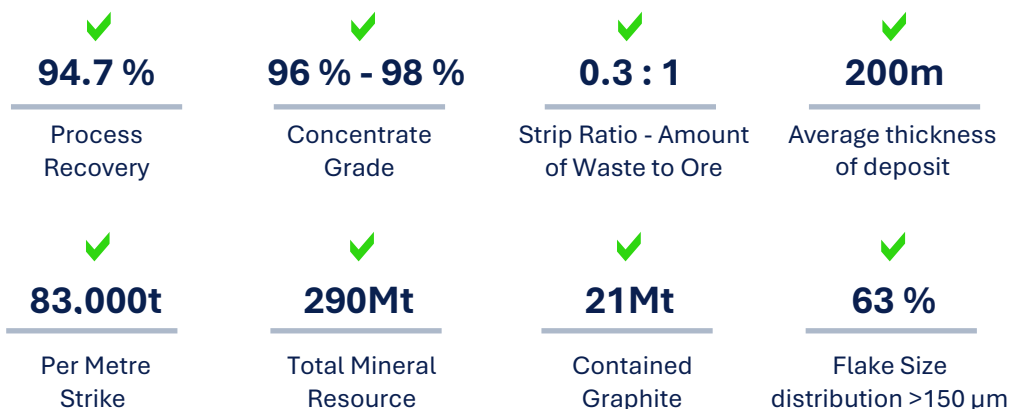 94.7 %
Process
Recovery
96 % - 98 %
Concentrate
Grade
0.3 : 1
Strip Ratio - Amount
of Waste to Ore
200m
Average thickness
of deposit
83,000t
Per Metre
Strike
290Mt
Total Mineral
Resource
21Mt
Contained
Graphite
63 %
Flake Size
distribution >150 µm